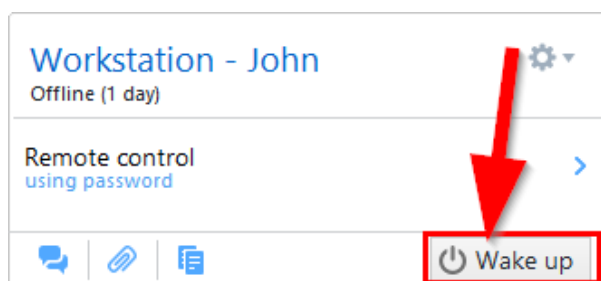 Workstation - John
Offline (1 day)
Remote control
using password
Wake up